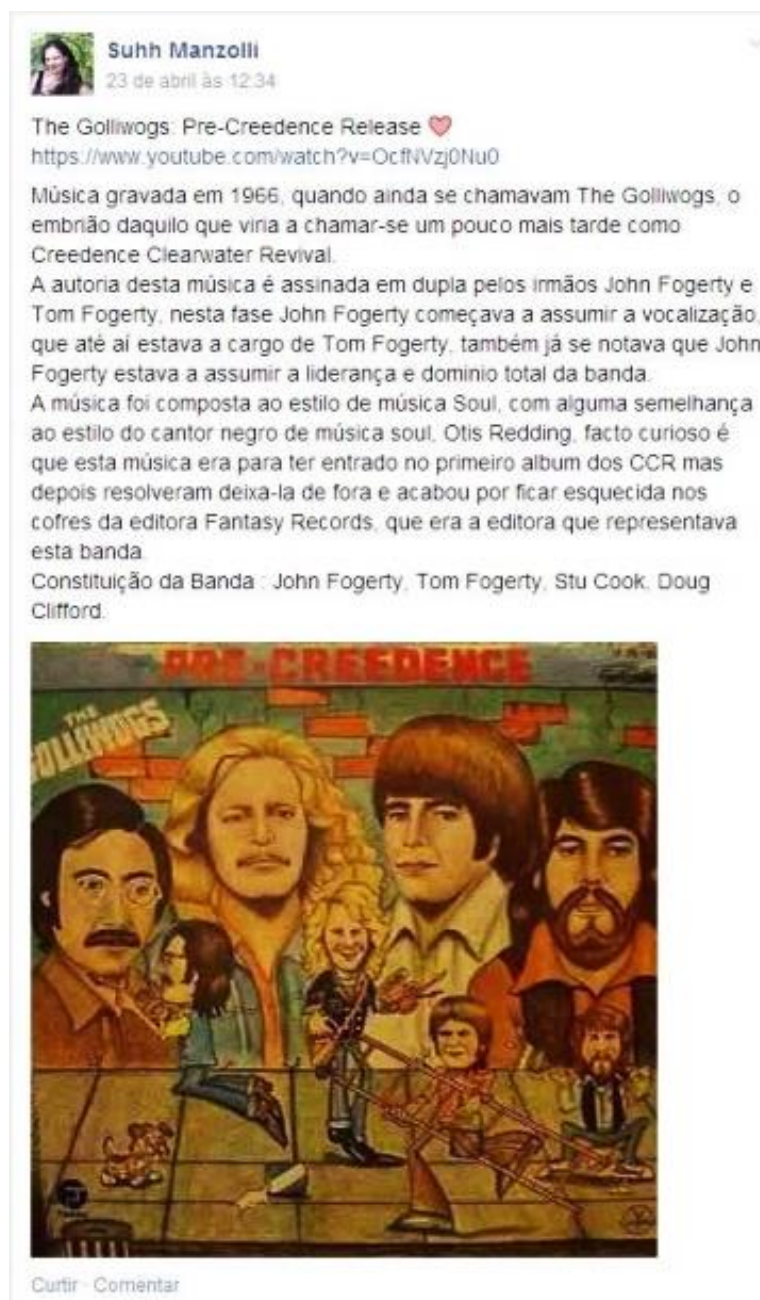 Suhh Manzolli
23 de abril às 12:34
The Golliwogs: Pre-Creedence Release
https://www.youtube.com/watch?v=OcfNVzj0Nu0
Música gravada em 1966, quando ainda se chamavam The Golliwogs, o
embrião daquilo que viria a chamar-se um pouco mais tarde como
Creedence Clearwater Revival.
A autoria desta música é assinada em dupla pelos irmãos John Fogerty e
Tom Fogerty, nesta fase John Fogerty começava a assumir a vocalização,
que até aí estava a cargo de Tom Fogerty, também já se notava que John
Fogerty estava a assumir a liderança e dominio total da banda.
A música foi composta ao estilo de música Soul, com alguma semelhança
ao estilo do cantor negro de música soul, Otis Redding, facto curioso é
que esta música era para ter entrado no primeiro album dos CCR mas
depois resolveram deixa-la de fora e acabou por ficar esquecida nos
cofres da editora Fantasy Records, que era a editora que representava
esta banda.
Constituição da Banda : John Fogerty, Tom Fogerty, Stu Cook, Doug
Clifford.
PRE-CREEDENCE
THE
GOLLIWOGS
Curtir · Comentar